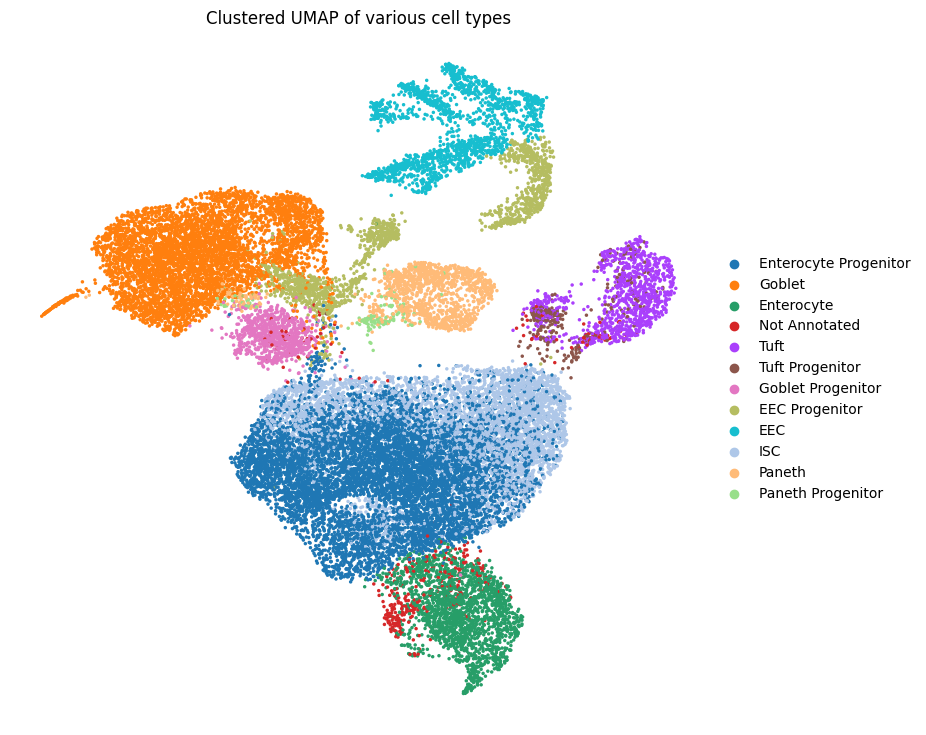 Clustered UMAP of various cell types
Enterocyte Progenitor
Goblet
Enterocyte
Not Annotated
Tuft
Tuft Progenitor
Goblet Progenitor
EEC Progenitor
EEC
ISC
Paneth
Paneth Progenitor